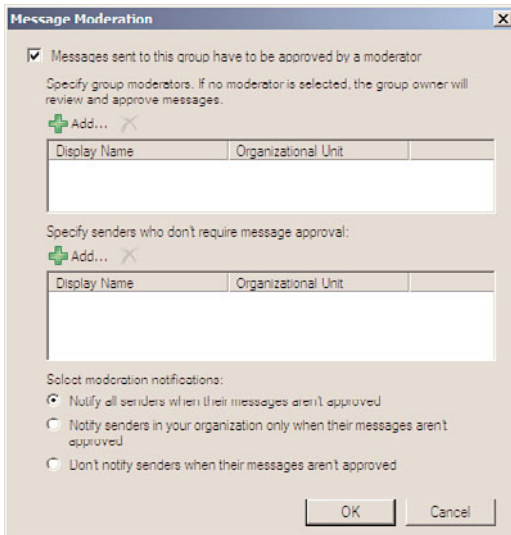 Message Moderation
Messages sent to this group have to be approved by a moderator
Specify group moderators. If no moderator is selected, the group owner will
review and approve messages.
Add...
Display Name Organizational Unit
Specify senders who don't require message approval:
Add...
Display Name Organizational Unit
Select moderation notifications:
Notify all senders when their messages aren't approved
Notify senders in your organization only when their messages aren't
approved
Don't notify senders when their messages aren't approved
OK Cancel